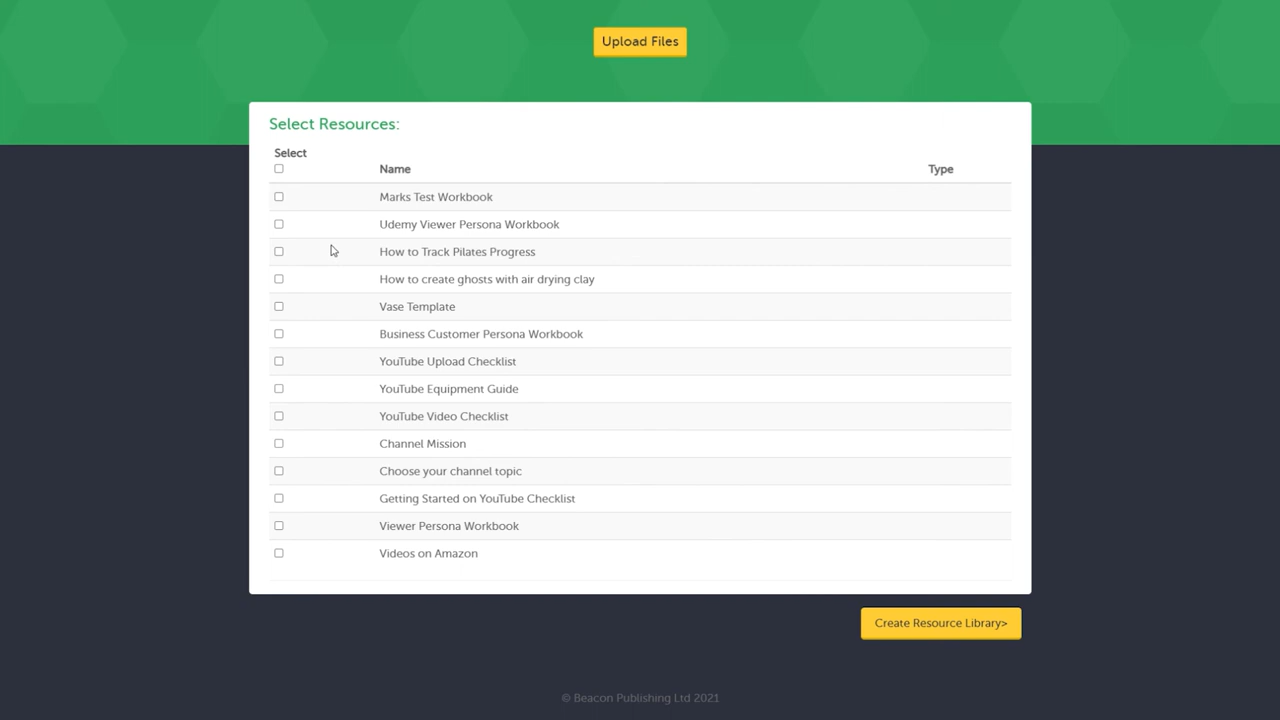 Upload Files
Select Resources:
Select
Name Type
Marks Test Workbook
Udemy Viewer Persona Workbook
How to Track Pilates Progress
How to create ghosts with air drying clay
Vase Template
Business Customer Persona Workbook
YouTube Upload Checklist
YouTube Equipment Guide
YouTube Video Checklist
Channel Mission
Choose your channel topic
Getting Started on YouTube Checklist
Viewer Persona Workbook
Videos on Amazon
Create Resource Library>
© Beacon Publishing Ltd 2021